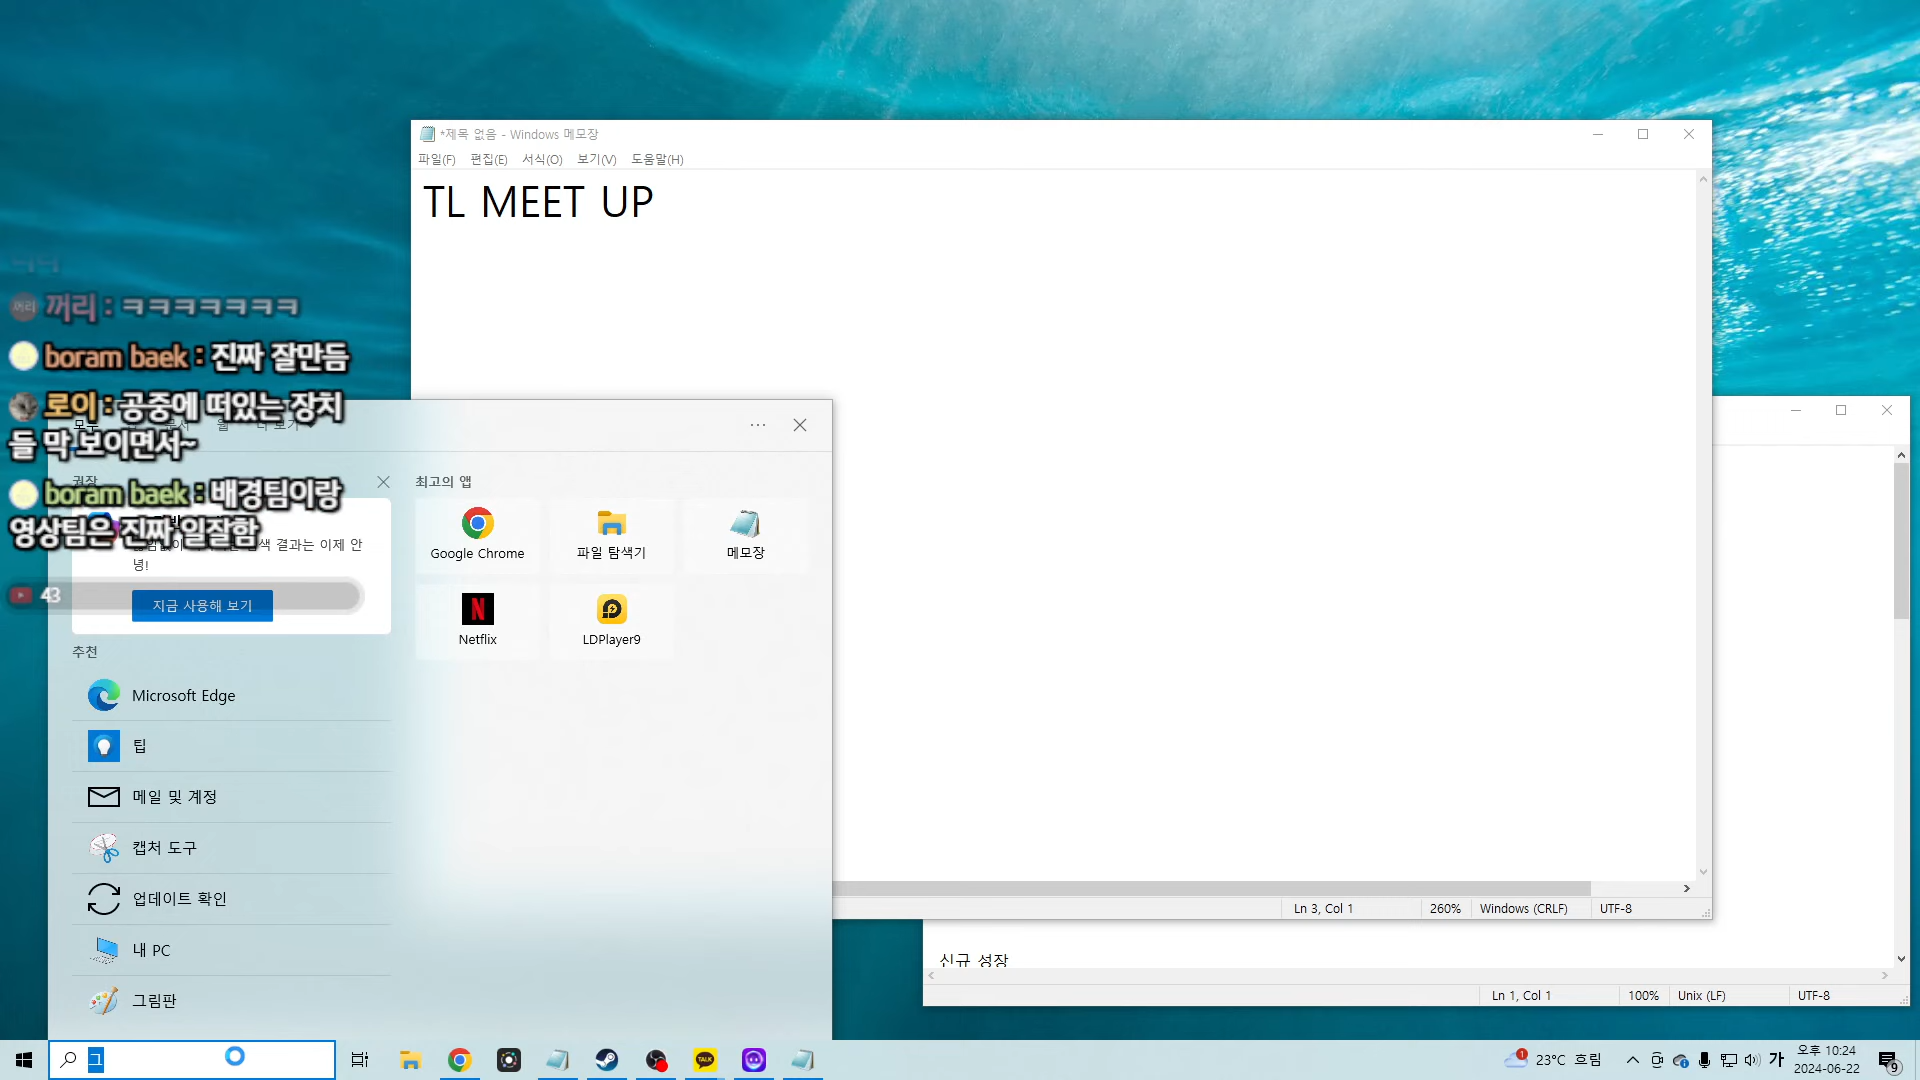 *제목 없음 - Windows 메모장
파일(F) 편집(E) 서식(O) 보기(V) 도움말(H)
TL MEET UP
꺼리 : ㅋㅋㅋㅋㅋㅋㅋ
boram baek : 진짜 잘만듬
로이 : 공중에 떠있는 장치
들 막 보이면서~
boram baek : 배경팀이랑
영상팀은 진짜 일잘함
43
색 결과는 이제 안
녕!
지금 사용해 보기
추천
Microsoft Edge
팁
메일 및 계정
캡처 도구
업데이트 확인
내 PC
그림판
최고의 앱
Google Chrome
파일 탐색기
메모장
Netflix
LDPlayer9
Ln 3, Col 1
260%
Windows (CRLF)
UTF-8
신규 성장
Ln 1, Col 1
100%
Unix (LF)
UTF-8
그
TALK
1
23°C 흐림
가
오후 10:24
2024-06-22
9